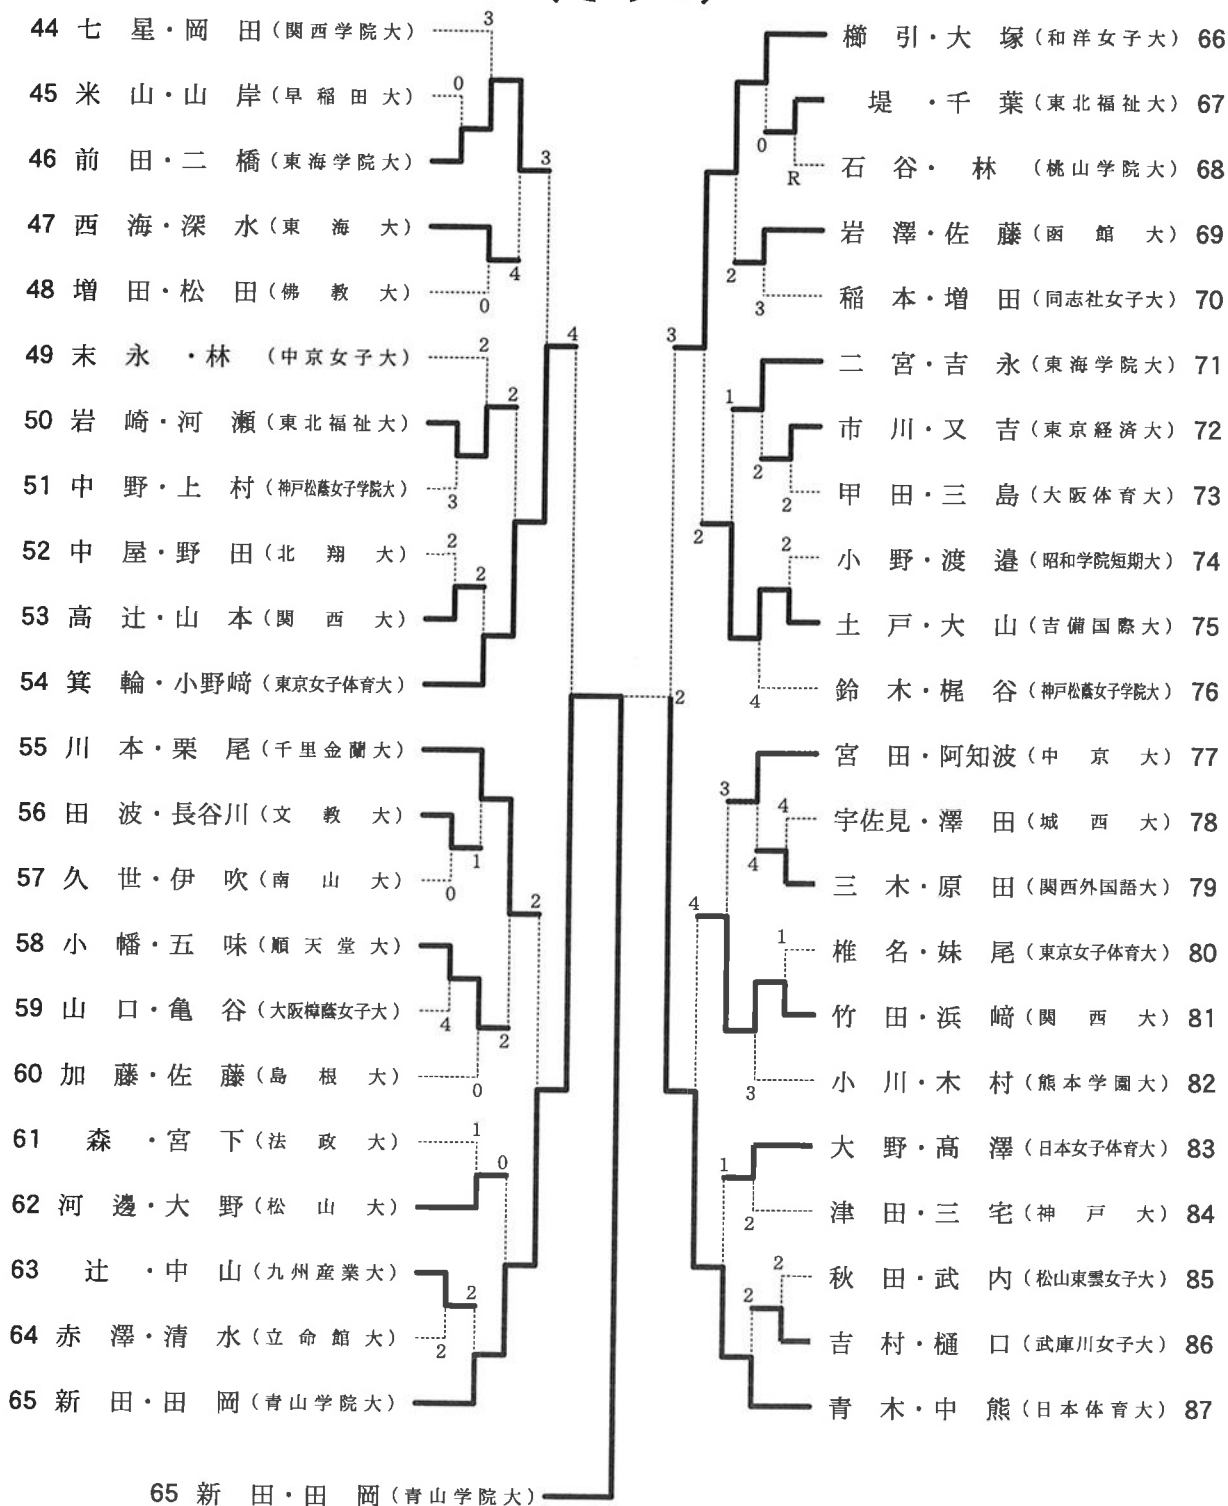 44 七星・岡田(関西学院大) 3
45 米山・山岸(早稲田大) 0
46 前田・二橋(東海学院大)
3
47 西海・深水(東海大)
4
48 増田・松田(佛教大) 0
4
49 末永・林(中京女子大) 2
2
50 岩崎・河瀬(東北福祉大)
51 中野・上村(神戸松蔭女子学院大) 3
52 中屋・野田(北翔大) 2
2
53 高辻・山本(関西大)
54 箕輪・小野﨑(東京女子体育大)
55 川本・栗尾(千里金蘭大)
56 田波・長谷川(文教大)
1
57 久世・伊吹(南山大) 0
2
58 小幡・五味(順天堂大)
59 山口・亀谷(大阪樟蔭女子大) 4
2
60 加藤・佐藤(島根大) 0
61 森・宮下(法政大) 1
0
62 河邊・大野(松山大)
63 辻・中山(九州産業大)
2
64 赤澤・清水(立命館大) 2
65 新田・田岡(青山学院大)
櫛引・大塚(和洋女子大) 66
堤・千葉(東北福祉大) 67
0
R 石谷・林(桃山学院大) 68
岩澤・佐藤(函館大) 69
2
3 稲本・増田(同志社女子大) 70
3
二宮・吉永(東海学院大) 71
1
市川・又吉(東京経済大) 72
2
2 甲田・三島(大阪体育大) 73
2
2 小野・渡邉(昭和学院短期大) 74
土戸・大山(吉備国際大) 75
4 鈴木・梶谷(神戸松蔭女子学院大) 76
2
宮田・阿知波(中京大) 77
3
4 宇佐見・澤田(城西大) 78
4
三木・原田(関西外国語大) 79
4
1 椎名・妹尾(東京女子体育大) 80
竹田・浜﨑(関西大) 81
3 小川・木村(熊本学園大) 82
大野・髙澤(日本女子体育大) 83
1
2 津田・三宅(神戸大) 84
2 秋田・武内(松山東雲女子大) 85
2
吉村・樋口(武庫川女子大) 86
青木・中熊(日本体育大) 87
65 新田・田岡(青山学院大)